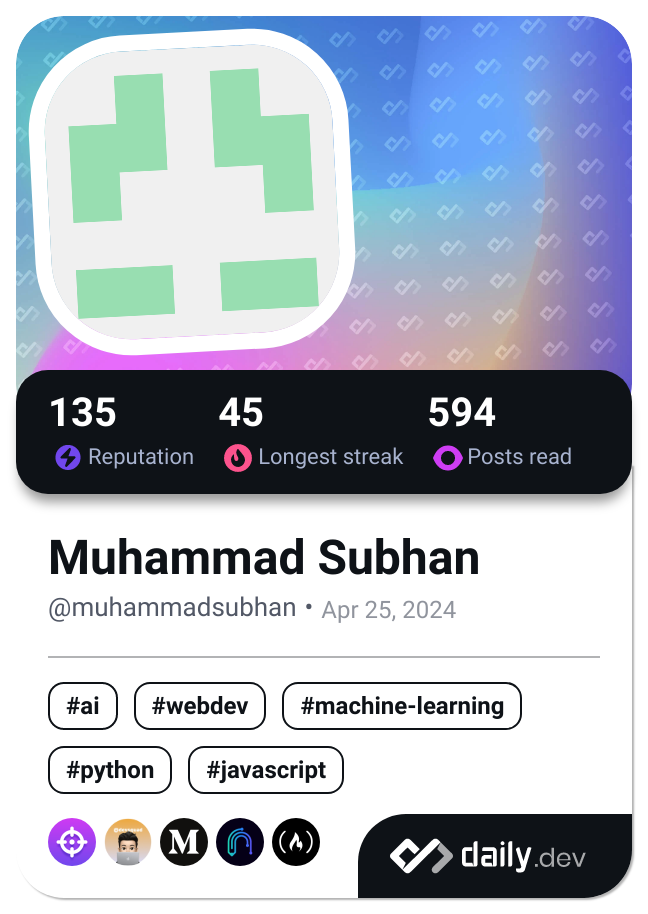 135 45 594
Reputation Longest streak Posts read
Muhammad Subhan
@muhammadsubhan • Apr 25, 2024
#ai #webdev #machine-learning
#python #javascript
M
daily.dev